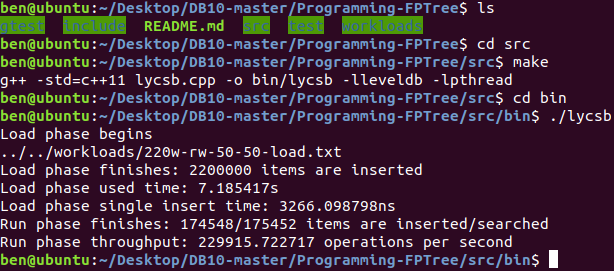 ben@ubuntu:~/Desktop/DB10-master/Programming-FPTree$ ls
gtest include README.md src test workloads
ben@ubuntu:~/Desktop/DB10-master/Programming-FPTree$ cd src
ben@ubuntu:~/Desktop/DB10-master/Programming-FPTree/src$ make
g++ -std=c++11 lycsb.cpp -o bin/lycsb -lleveldb -lpthread
ben@ubuntu:~/Desktop/DB10-master/Programming-FPTree/src$ cd bin
ben@ubuntu:~/Desktop/DB10-master/Programming-FPTree/src/bin$ ./lycsb
Load phase begins
../../workloads/220w-rw-50-50-load.txt
Load phase finishes: 2200000 items are inserted
Load phase used time: 7.185417s
Load phase single insert time: 3266.098798ns
Run phase finishes: 174548/175452 items are inserted/searched
Run phase throughput: 229915.722717 operations per second
ben@ubuntu:~/Desktop/DB10-master/Programming-FPTree/src/bin$